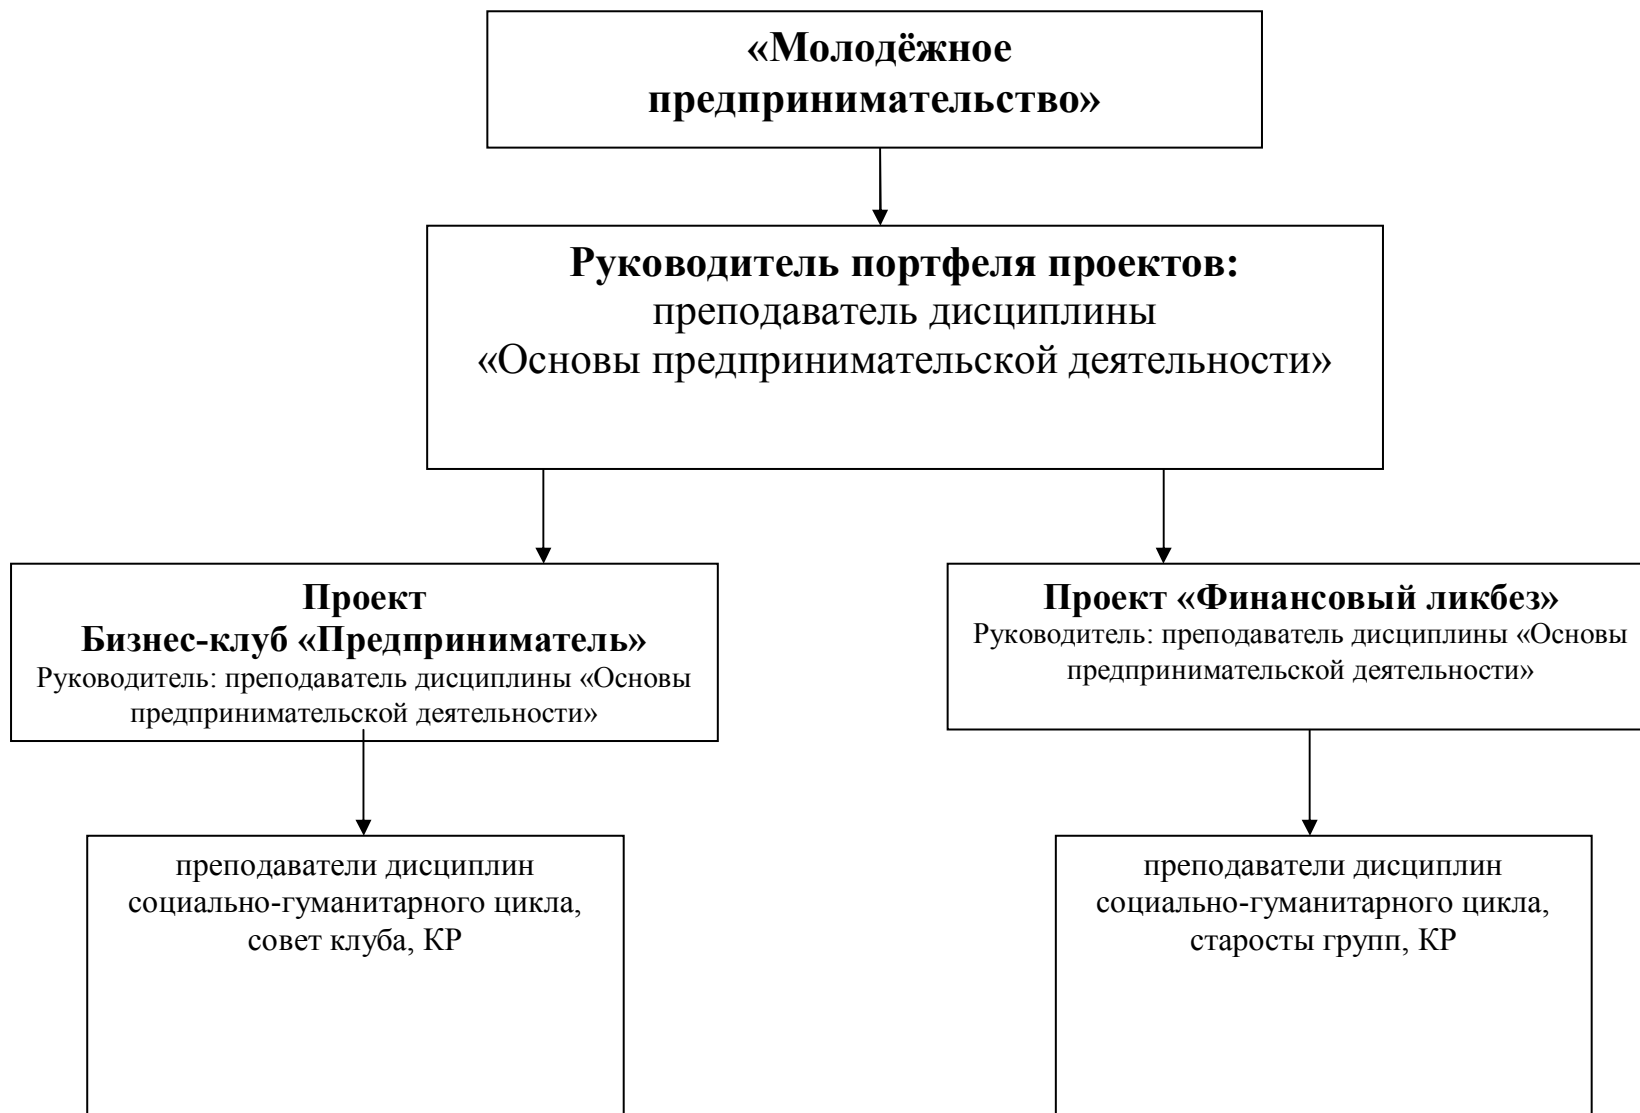 «Молодёжное
предпринимательство»
Руководитель портфеля проектов:
преподаватель дисциплины
«Основы предпринимательской деятельности»
Проект
Бизнес-клуб «Предприниматель»
Руководитель: преподаватель дисциплины «Основы
предпринимательской деятельности»
Проект «Финансовый ликбез»
Руководитель: преподаватель дисциплины «Основы
предпринимательской деятельности»
преподаватели дисциплин
социально-гуманитарного цикла,
совет клуба, КР
преподаватели дисциплин
социально-гуманитарного цикла,
старосты групп, КР